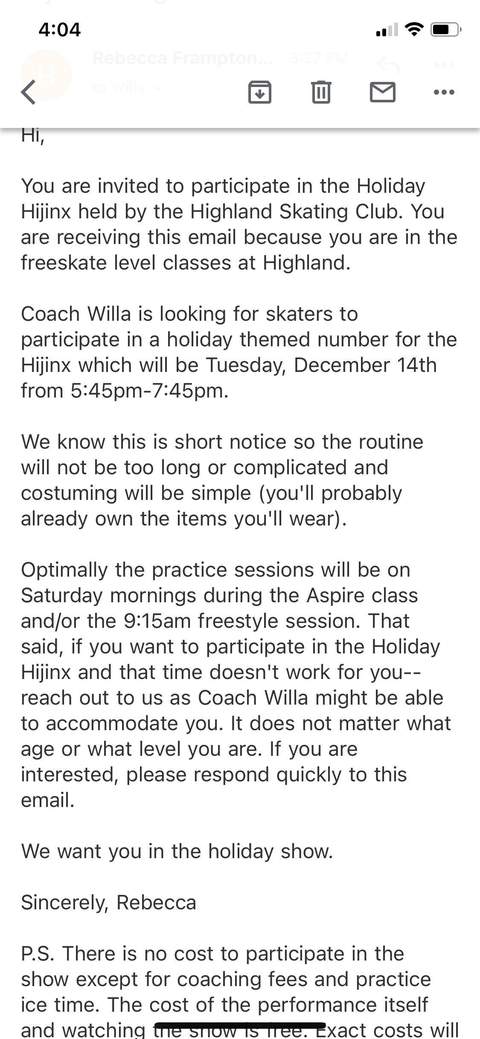 4:04
Rebecca Frampton...
to Willa
Hi,
You are invited to participate in the Holiday
Hijinx held by the Highland Skating Club. You
are receiving this email because you are in the
freeskate level classes at Highland.
Coach Willa is looking for skaters to
participate in a holiday themed number for the
Hijinx which will be Tuesday, December 14th
from 5:45pm-7:45pm.
We know this is short notice so the routine
will not be too long or complicated and
costuming will be simple (you'll probably
already own the items you'll wear).
Optimally the practice sessions will be on
Saturday mornings during the Aspire class
and/or the 9:15am freestyle session. That
said, if you want to participate in the Holiday
Hijinx and that time doesn't work for you--
reach out to us as Coach Willa might be able
to accommodate you. It does not matter what
age or what level you are. If you are
interested, please respond quickly to this
email.
We want you in the holiday show.
Sincerely, Rebecca
P.S. There is no cost to participate in the
show except for coaching fees and practice
ice time. The cost of the performance itself
and watching the show is free. Exact costs will